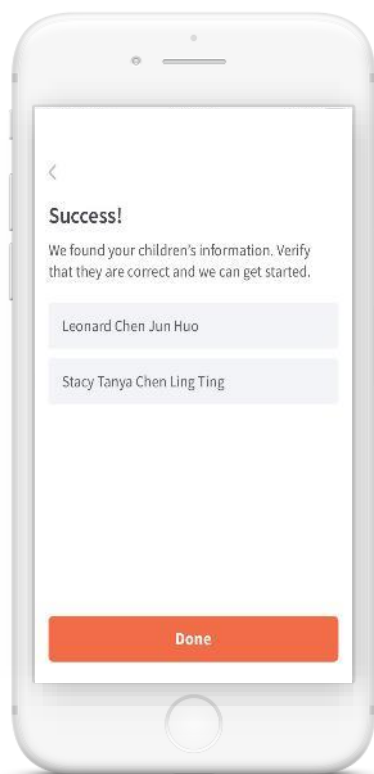 Success!
We found your children's information. Verify
that they are correct and we can get started.
Leonard Chen Jun Huo
Stacy Tanya Chen Ling Ting
Done